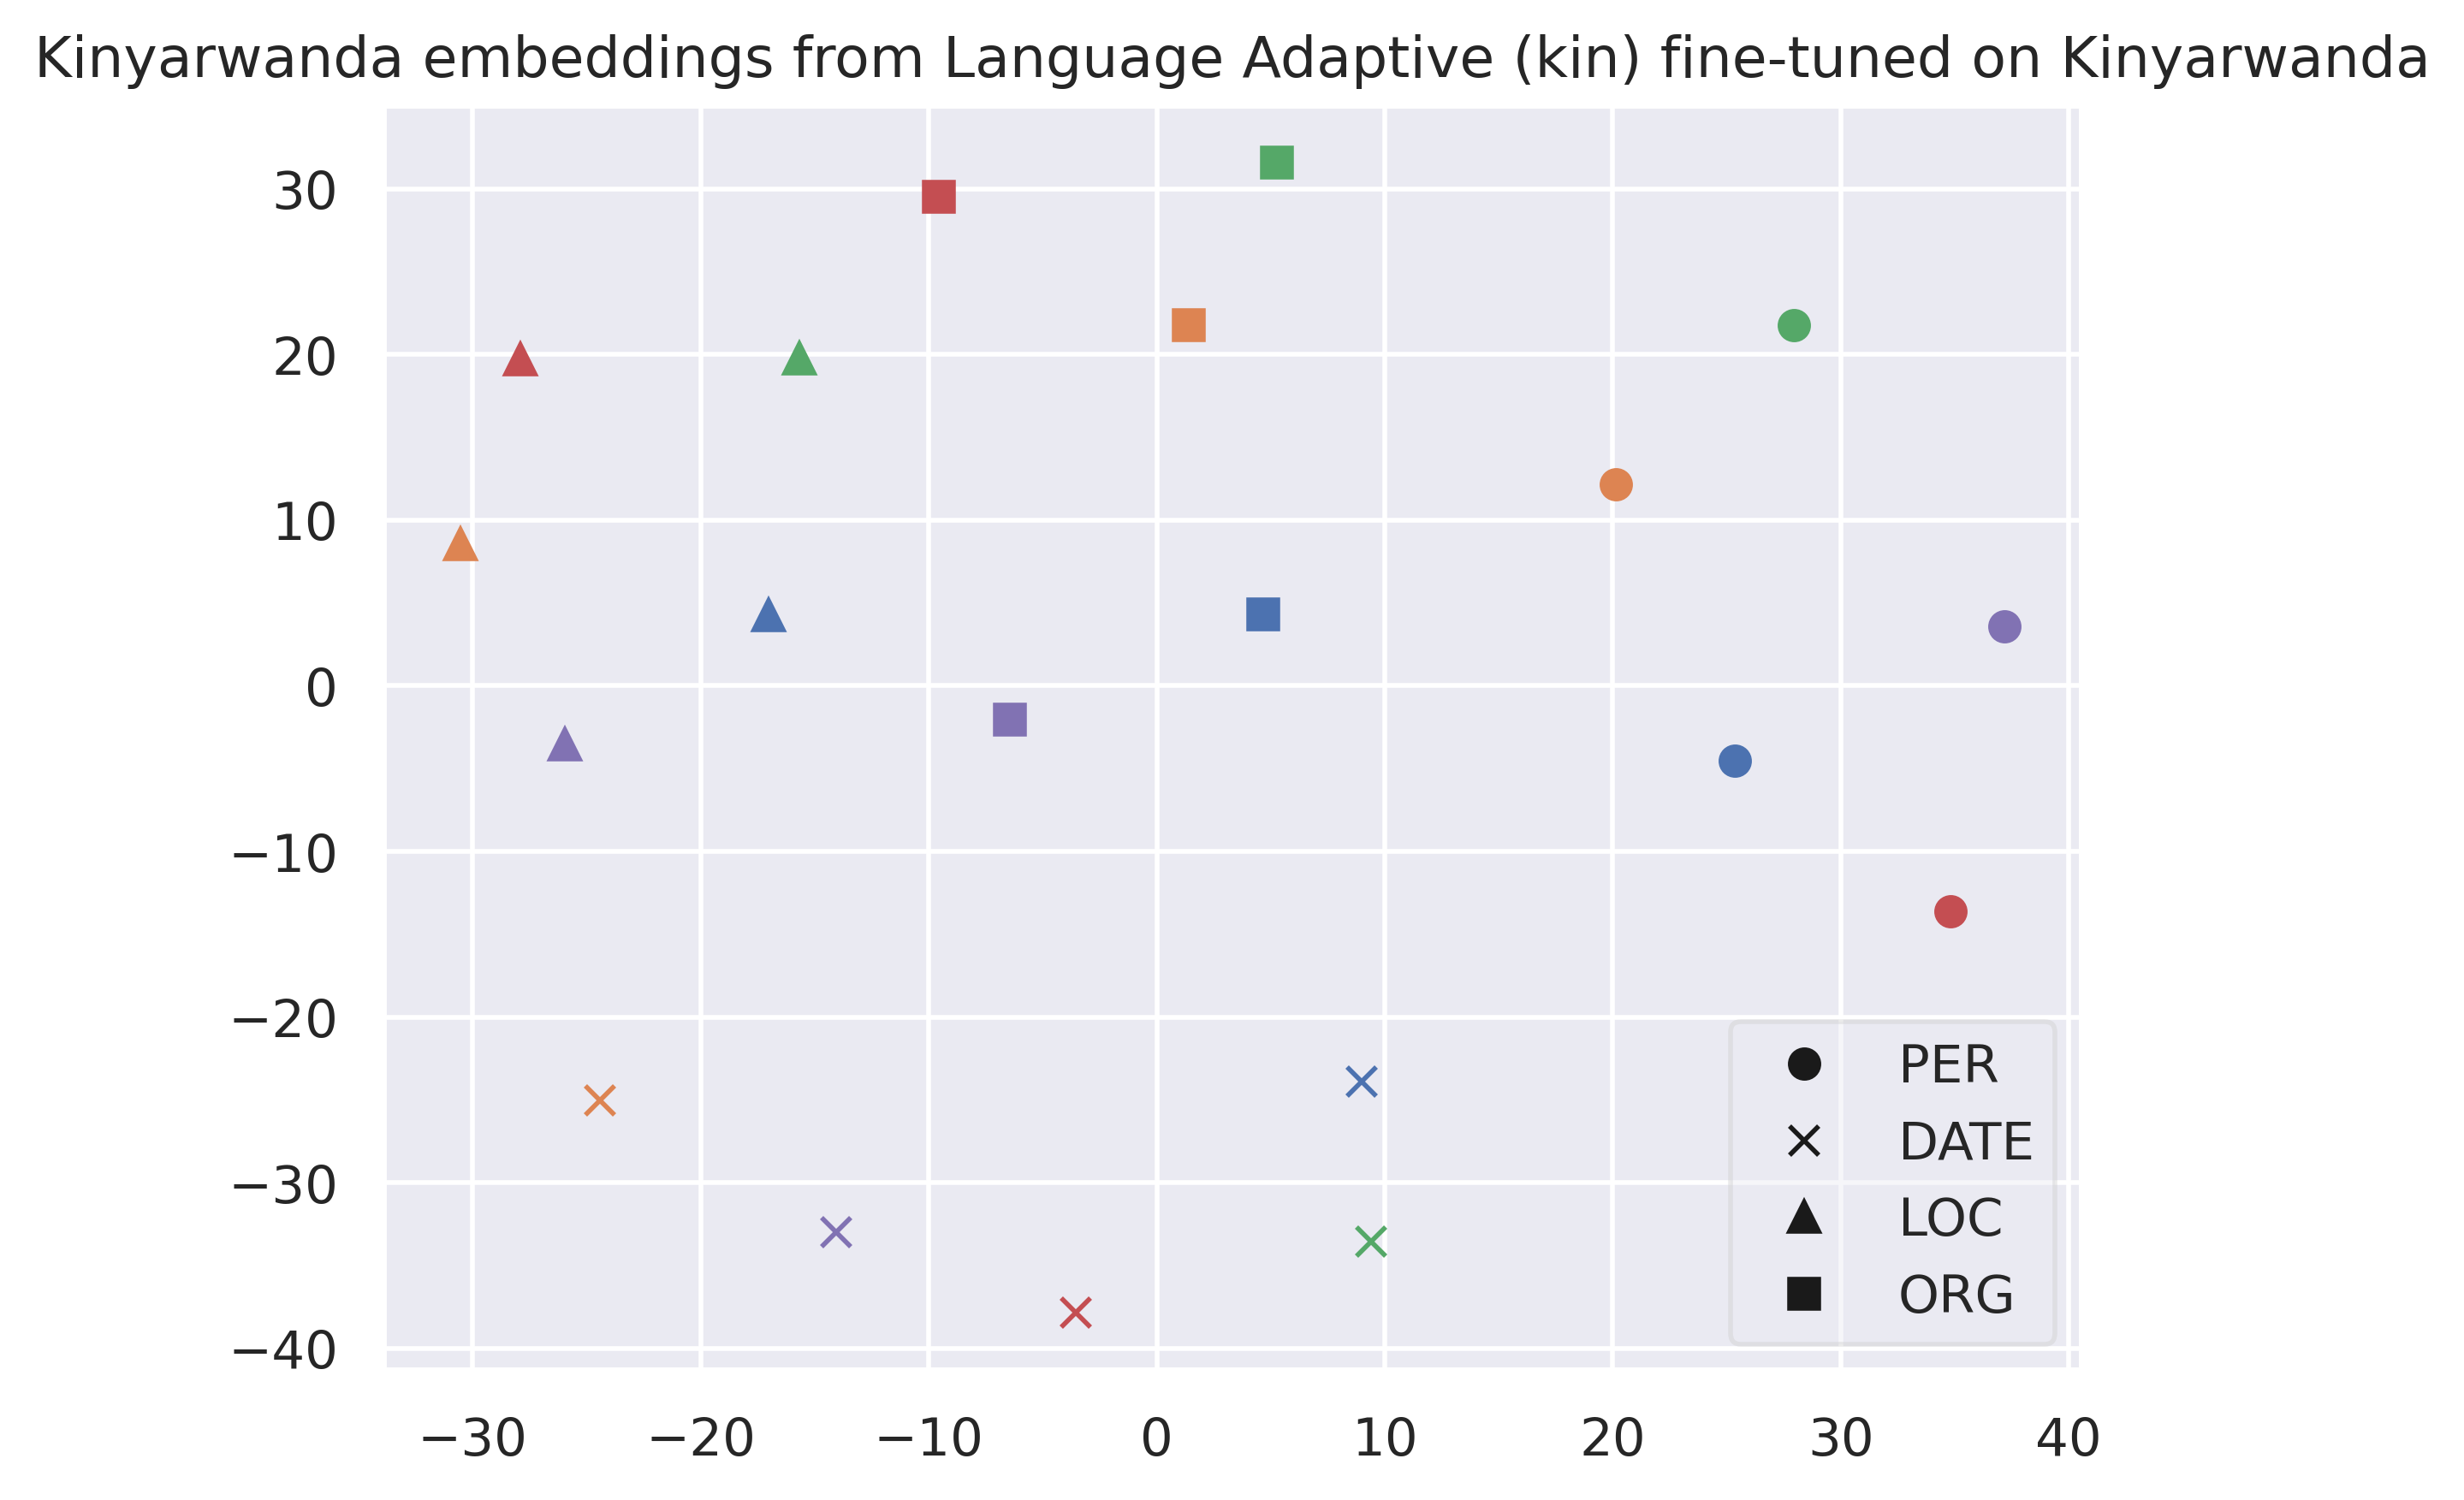 Kinyarwanda embeddings from Language Adaptive (kin) fine-tuned on Kinyarwanda
30
20
10
0
−10
−20
−30
−40
PER
DATE
LOC
ORG
−30 −20 −10 0 10 20 30 40